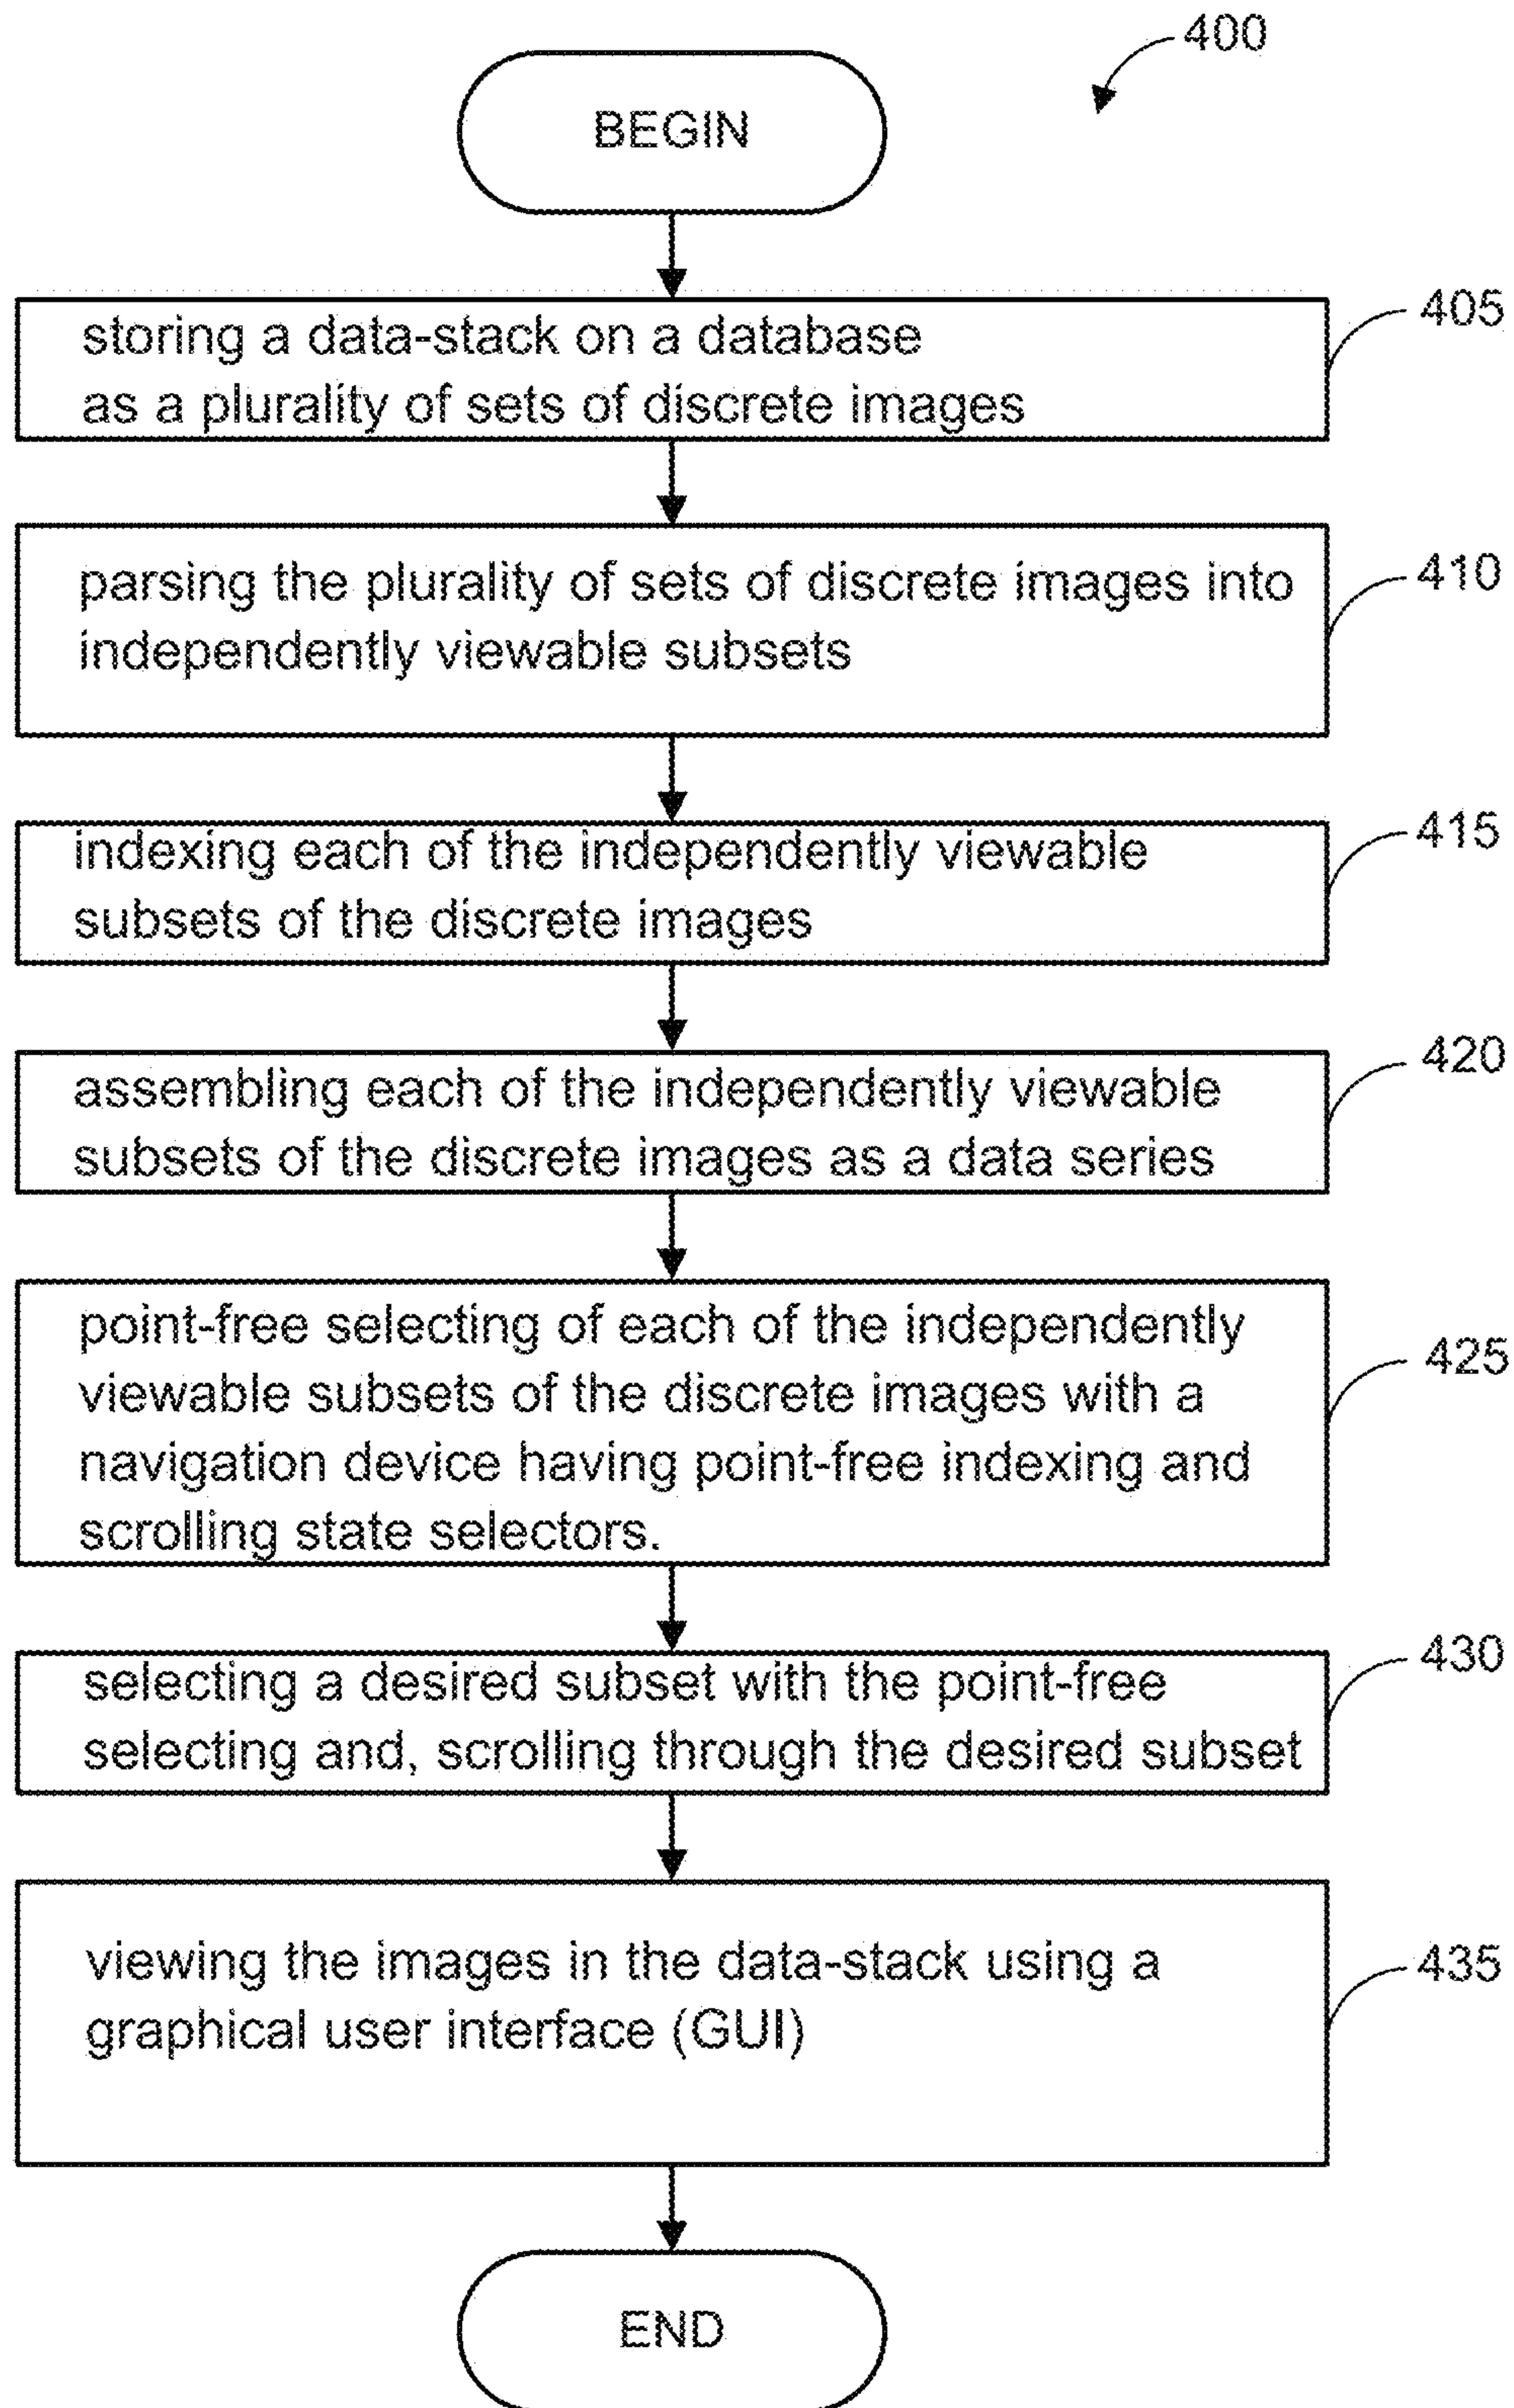 400
BEGIN
storing a data-stack on a database
as a plurality of sets of discrete images
405
parsing the plurality of sets of discrete images into
independently viewable subsets
410
indexing each of the independently viewable
subsets of the discrete images
415
assembling each of the independently viewable
subsets of the discrete images as a data series
420
point-free selecting of each of the independently
viewable subsets of the discrete images with a
navigation device having point-free indexing and
scrolling state selectors.
425
selecting a desired subset with the point-free
selecting and, scrolling through the desired subset
430
viewing the images in the data-stack using a
graphical user interface (GUI)
435
END